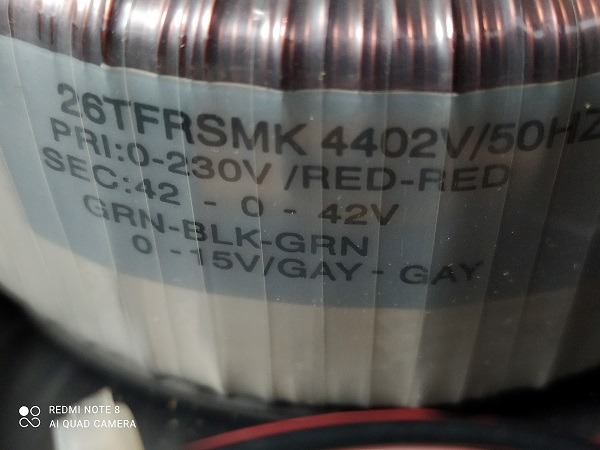 26TFRSMK 4402V/50HZ
PRI:0-230V /RED-RED
SEC:42 - 0 - 42V
GRN-BLK-GRN
0 -15V/GAY - GAY
REDMI NOTE 8
AI QUAD CAMERA